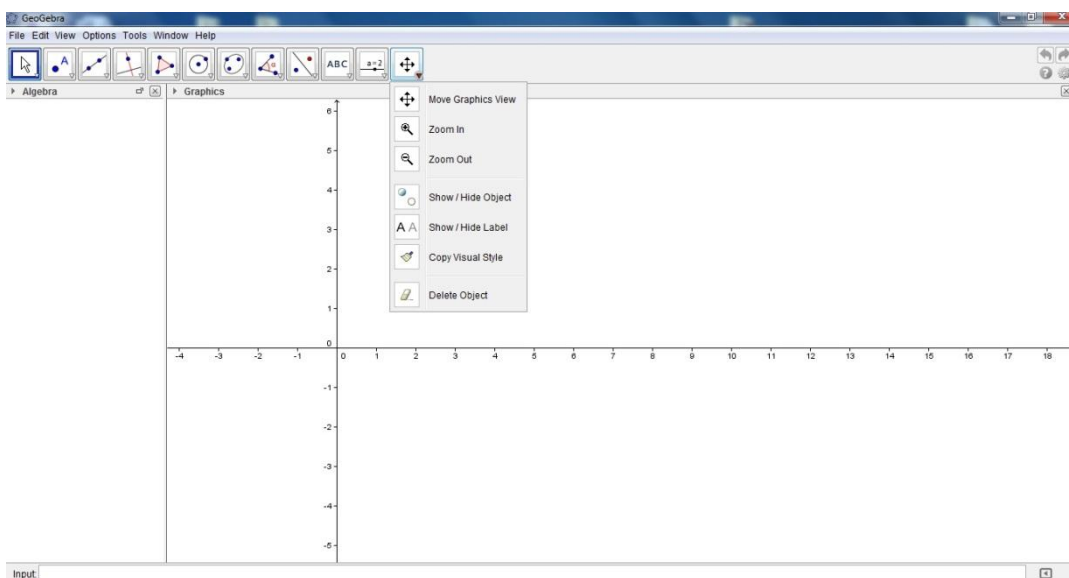 GeoGebra
File Edit View Options Tools Window Help
A
α
ABC
a=2
Algebra
Graphics
Move Graphics View
Zoom In
Zoom Out
Show / Hide Object
A A Show / Hide Label
Copy Visual Style
Delete Object
6
5
4
3
2
1
0
-4 -3 -2 -1 0 1 2 3 4 5 6 7 8 9 10 11 12 13 14 15 16 17 18
-1
-2
-3
-4
-5
Input: